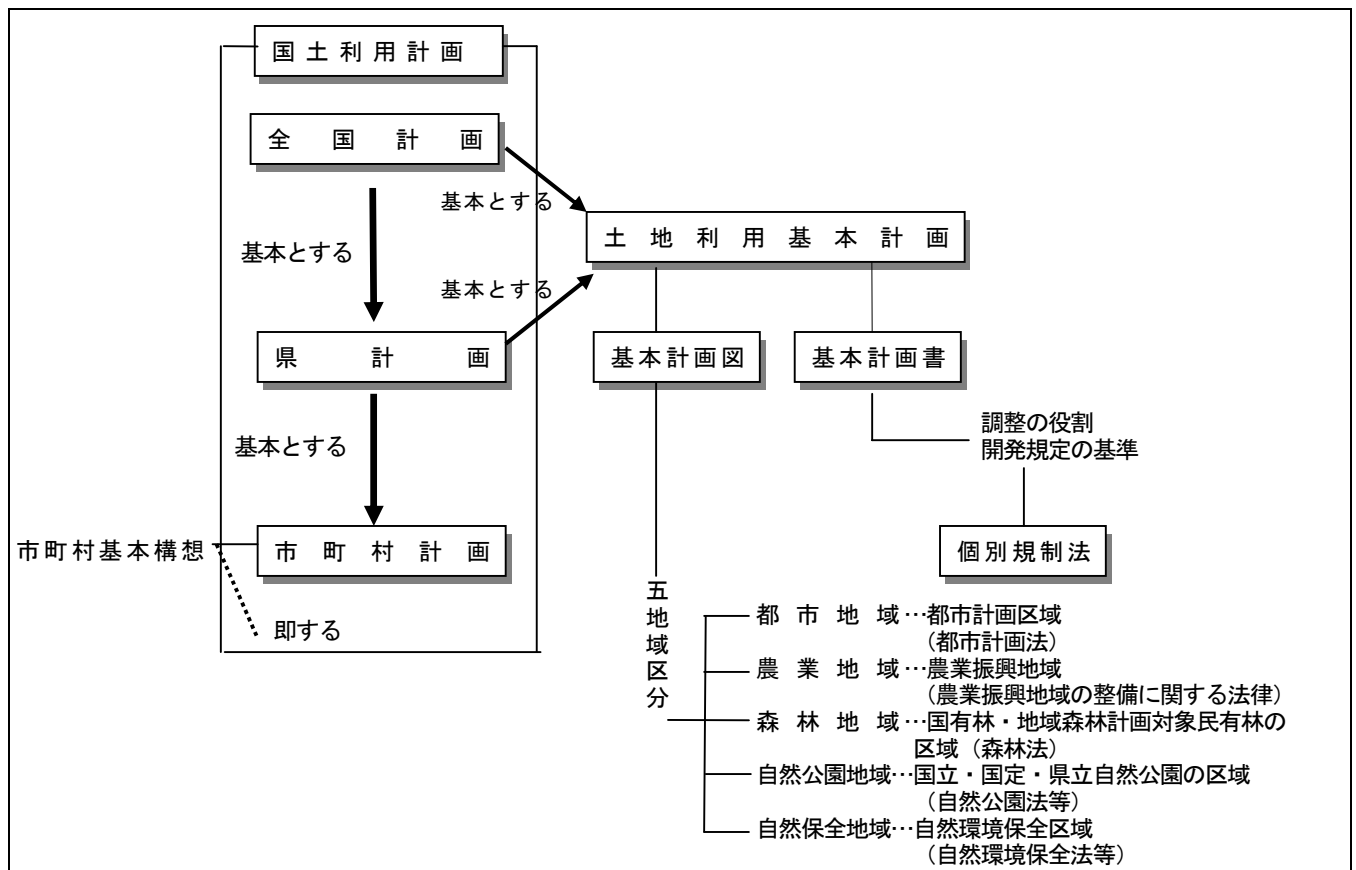 国土利用計画
全国計画
基本とする
土地利用基本計画
基本とする
基本とする
県計画
基本計画図
基本計画書
調整の役割
開発規定の基準
基本とする
市町村基本構想
市町村計画
個別規制法
即する
五地域区分
都市地域…都市計画区域
（都市計画法）
農業地域…農業振興地域
（農業振興地域の整備に関する法律）
森林地域…国有林・地域森林計画対象民有林の
区域（森林法）
自然公園地域…国立・国定・県立自然公園の区域
（自然公園法等）
自然保全地域…自然環境保全区域
（自然環境保全法等）